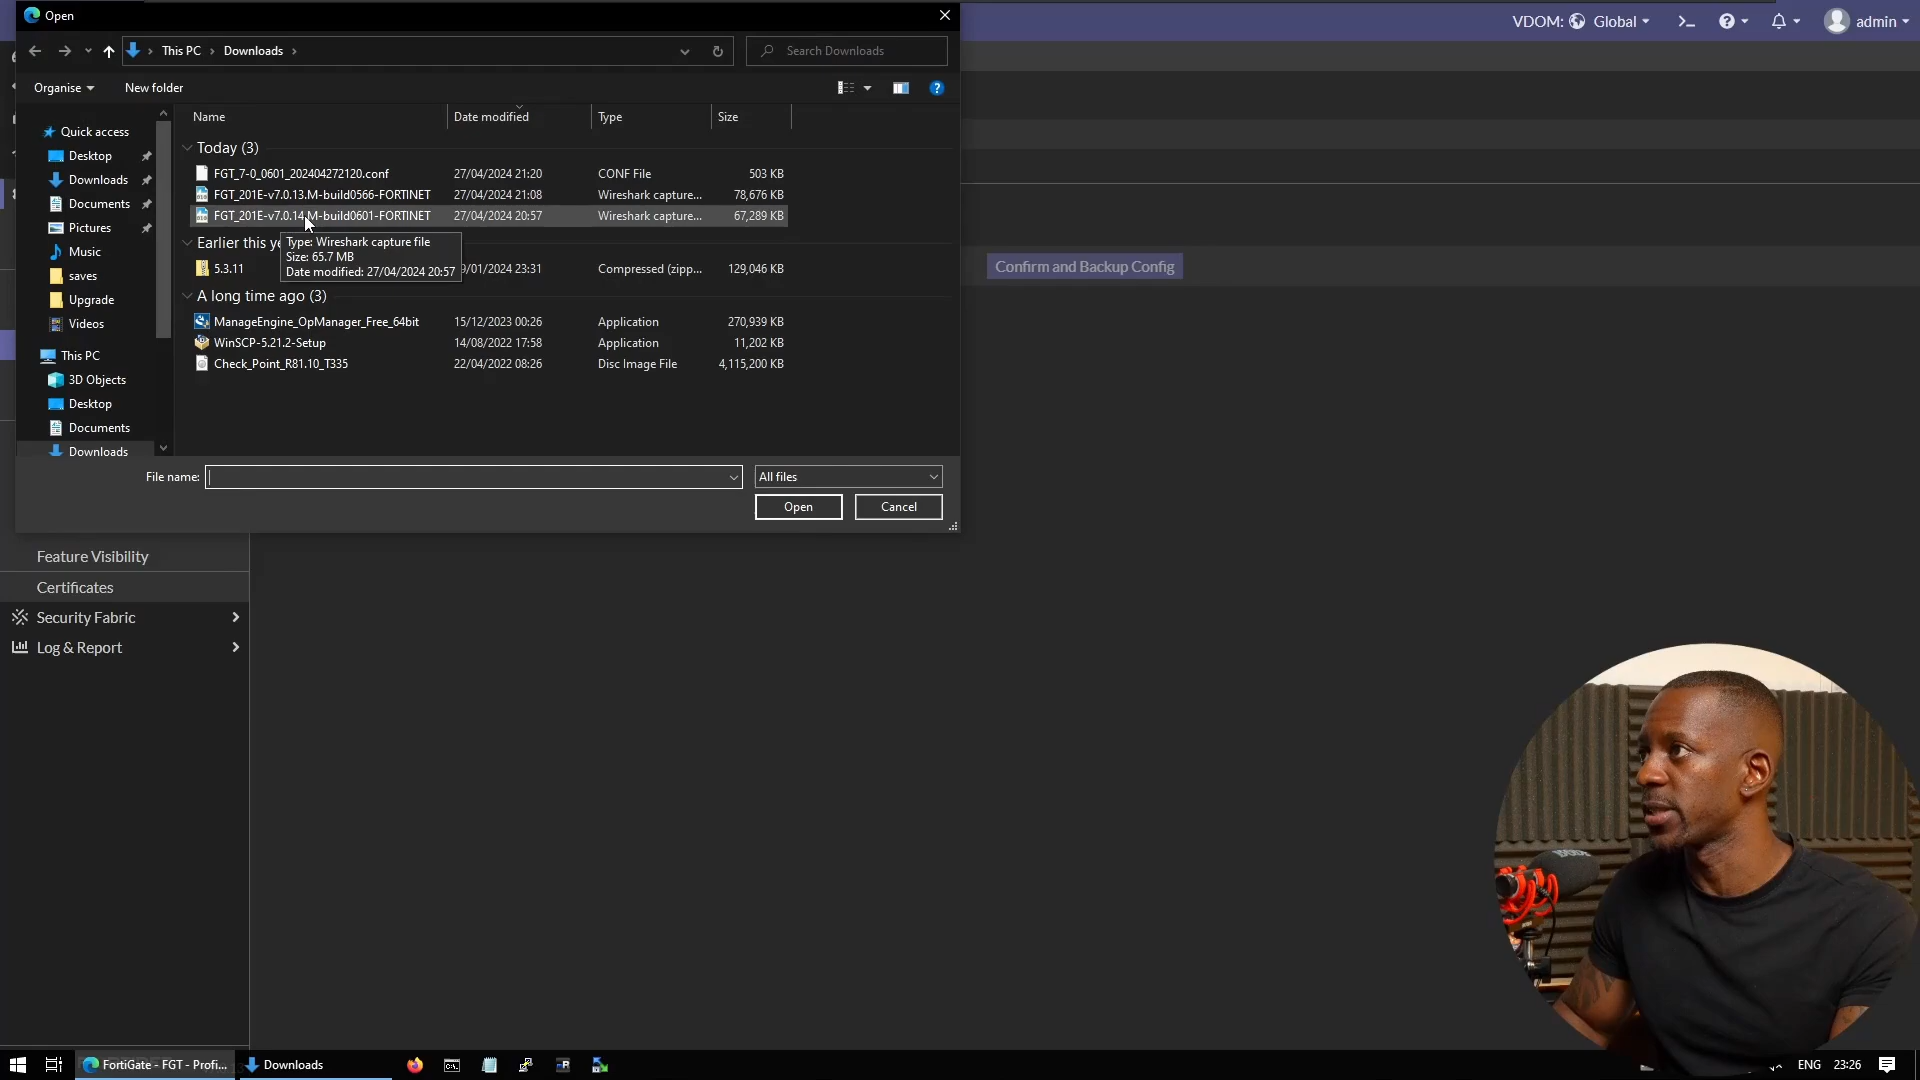 Open
VDOM: Global
admin
This PC > Downloads >
Search Downloads
Organise
New folder
Name
Date modified
Type
Size
Quick access
Desktop
Downloads
Documents
Pictures
Music
saves
Upgrade
Videos
This PC
3D Objects
Desktop
Documents
Downloads
Today (3)
FGT_7-0_0601_202404272120.conf 27/04/2024 21:20 CONF File 503 KB
FGT_201E-v7.0.13.M-build0566-FORTINET 27/04/2024 21:08 Wireshark capture... 78,676 KB
FGT_201E-v7.0.14.M-build0601-FORTINET 27/04/2024 20:57 Wireshark capture... 67,289 KB
Earlier this ye
Type: Wireshark capture file
Size: 65.7 MB
Date modified: 27/04/2024 20:57
5.3.11 9/01/2024 23:31 Compressed (zipp... 129,046 KB
A long time ago (3)
ManageEngine_OpManager_Free_64bit 15/12/2023 00:26 Application 270,939 KB
WinSCP-5.21.2-Setup 14/08/2022 17:58 Application 11,202 KB
Check_Point_R81.10_T335 22/04/2022 08:26 Disc Image File 4,115,200 KB
Confirm and Backup Config
File name:
All files
Open
Cancel
Feature Visibility
Certificates
Security Fabric
Log & Report
FortiGate - FGT - Profi...
Downloads
ENG
23:26